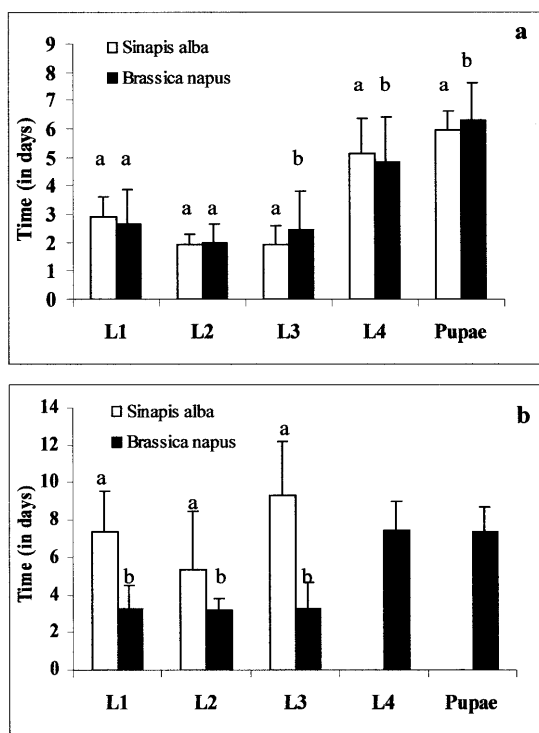 a
Sinapis alba
Brassica napus
Time (in days)
9
8
7
6
5
4
3
2
1
0
a a
a a
a b
a b
a b
L1 L2 L3 L4 Pupae
b
Sinapis alba
Brassica napus
Time (in days)
14
12
10
8
6
4
2
0
a b
a b
a b
L1 L2 L3 L4 Pupae